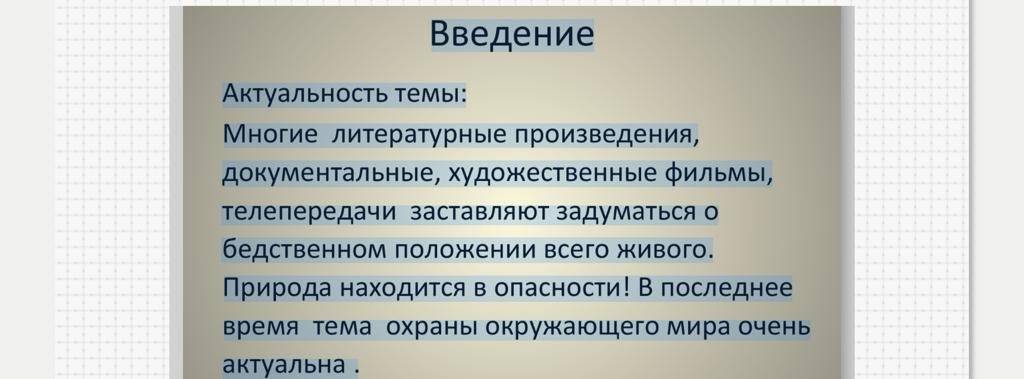 Введение
Актуальность темы:
Многие  литературные произведения,
документальные, художественные фильмы,
телепередачи  заставляют задуматься о
бедственном положении всего живого.
Природа находится в опасности! В последнее
время  тема  охраны окружающего мира очень
актуальна .